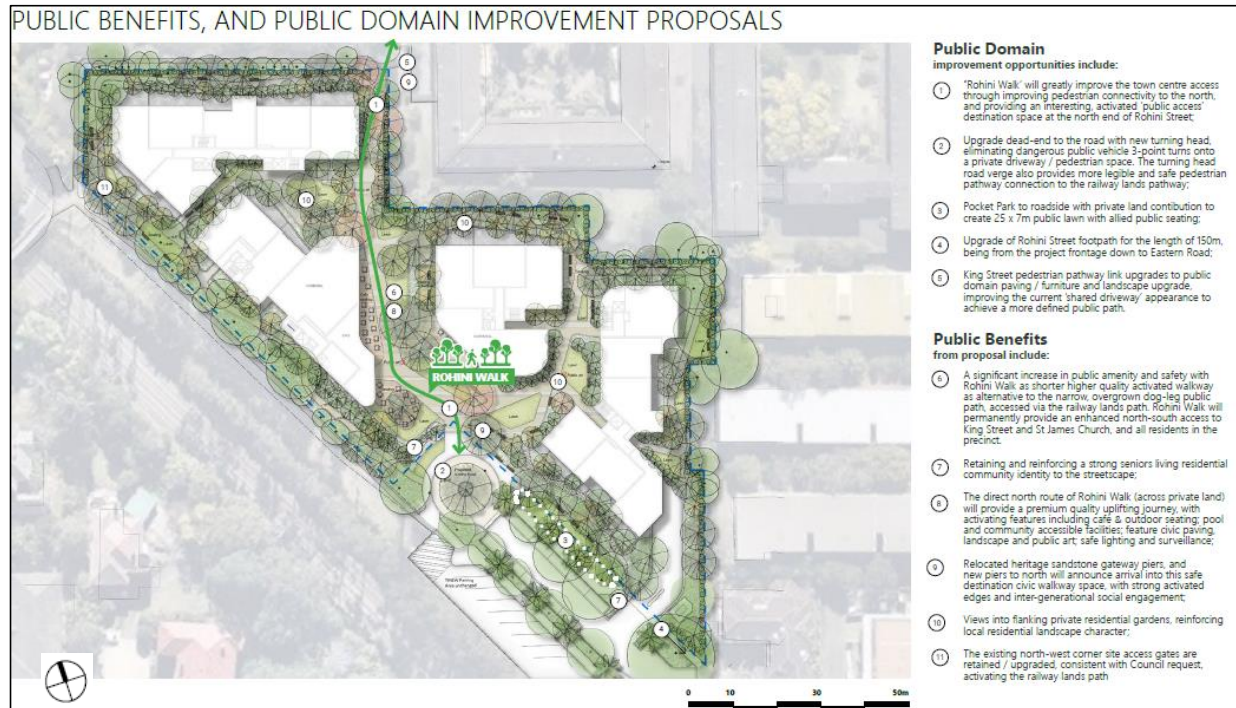 PUBLIC BENEFITS, AND PUBLIC DOMAIN IMPROVEMENT PROPOSALS
Public Domain
improvement opportunities include:
1
'Rohini Walk' will greatly improve the town centre access
through improving pedestrian connectivity to the north,
and providing an interesting, activated 'public access'
destination space at the north end of Rohini Street;
2
Upgrade dead-end to the road with new turning head,
eliminating dangerous public vehicle 3-point turns onto
a private driveway / pedestrian space. The turning head
road verge also provides more legible and safe pedestrian
pathway connection to the railway lands pathway;
3
Pocket Park to roadside with private land contibution to
create 25 x 7m public lawn with allied public seating;
4
Upgrade of Rohini Street footpath for the length of 150m,
being from the project frontage down to Eastern Road;
5
King Street pedestrian pathway link upgrades to public
domain paving / furniture and landscape upgrade,
improving the current 'shared driveway' appearance to
achieve a more defined public path.
Public Benefits
from proposal include:
6
A significant increase in public amenity and safety with
Rohini Walk as shorter higher quality activated walkway
as alternative to the narrow, overgrown dog-leg public
path, accessed via the railway lands path. Rohini Walk will
permanently provide an enhanced north-south access to
King Street and St James Church, and all residents in the
precinct.
7
Retaining and reinforcing a strong seniors living residential
community identity to the streetscape;
8
The direct north route of Rohini Walk (across private land)
will provide a premium quality uplifting journey, with
activating features including cafe & outdoor seating; pool
and community accessible facilities; feature civic paving,
landscape and public art; safe lighting and surveillance;
9
Relocated heritage sandstone gateway piers, and
new piers to north will announce arrival into this safe
destination civic walkway space, with strong activated
edges and inter-generational social engagement;
10
Views into flanking private residential gardens, reinforcing
local residential landscape character;
11
The existing north-west corner site access gates are
retained / upgraded, consistent with Council request,
activating the railway lands path
5
9
1
11
10
10
6
8
ROHINI WALK
10
1
9
7
2
3
7
4
0 10 30 50m